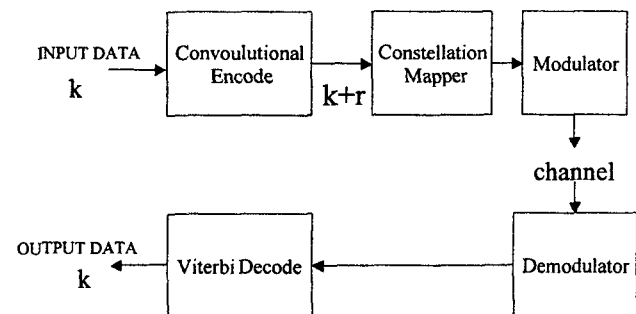 INPUT DATA
k
Convoulutional
Encode
k+r
Constellation
Mapper
Modulator
channel
OUTPUT DATA
k
Viterbi Decode
Demodulator